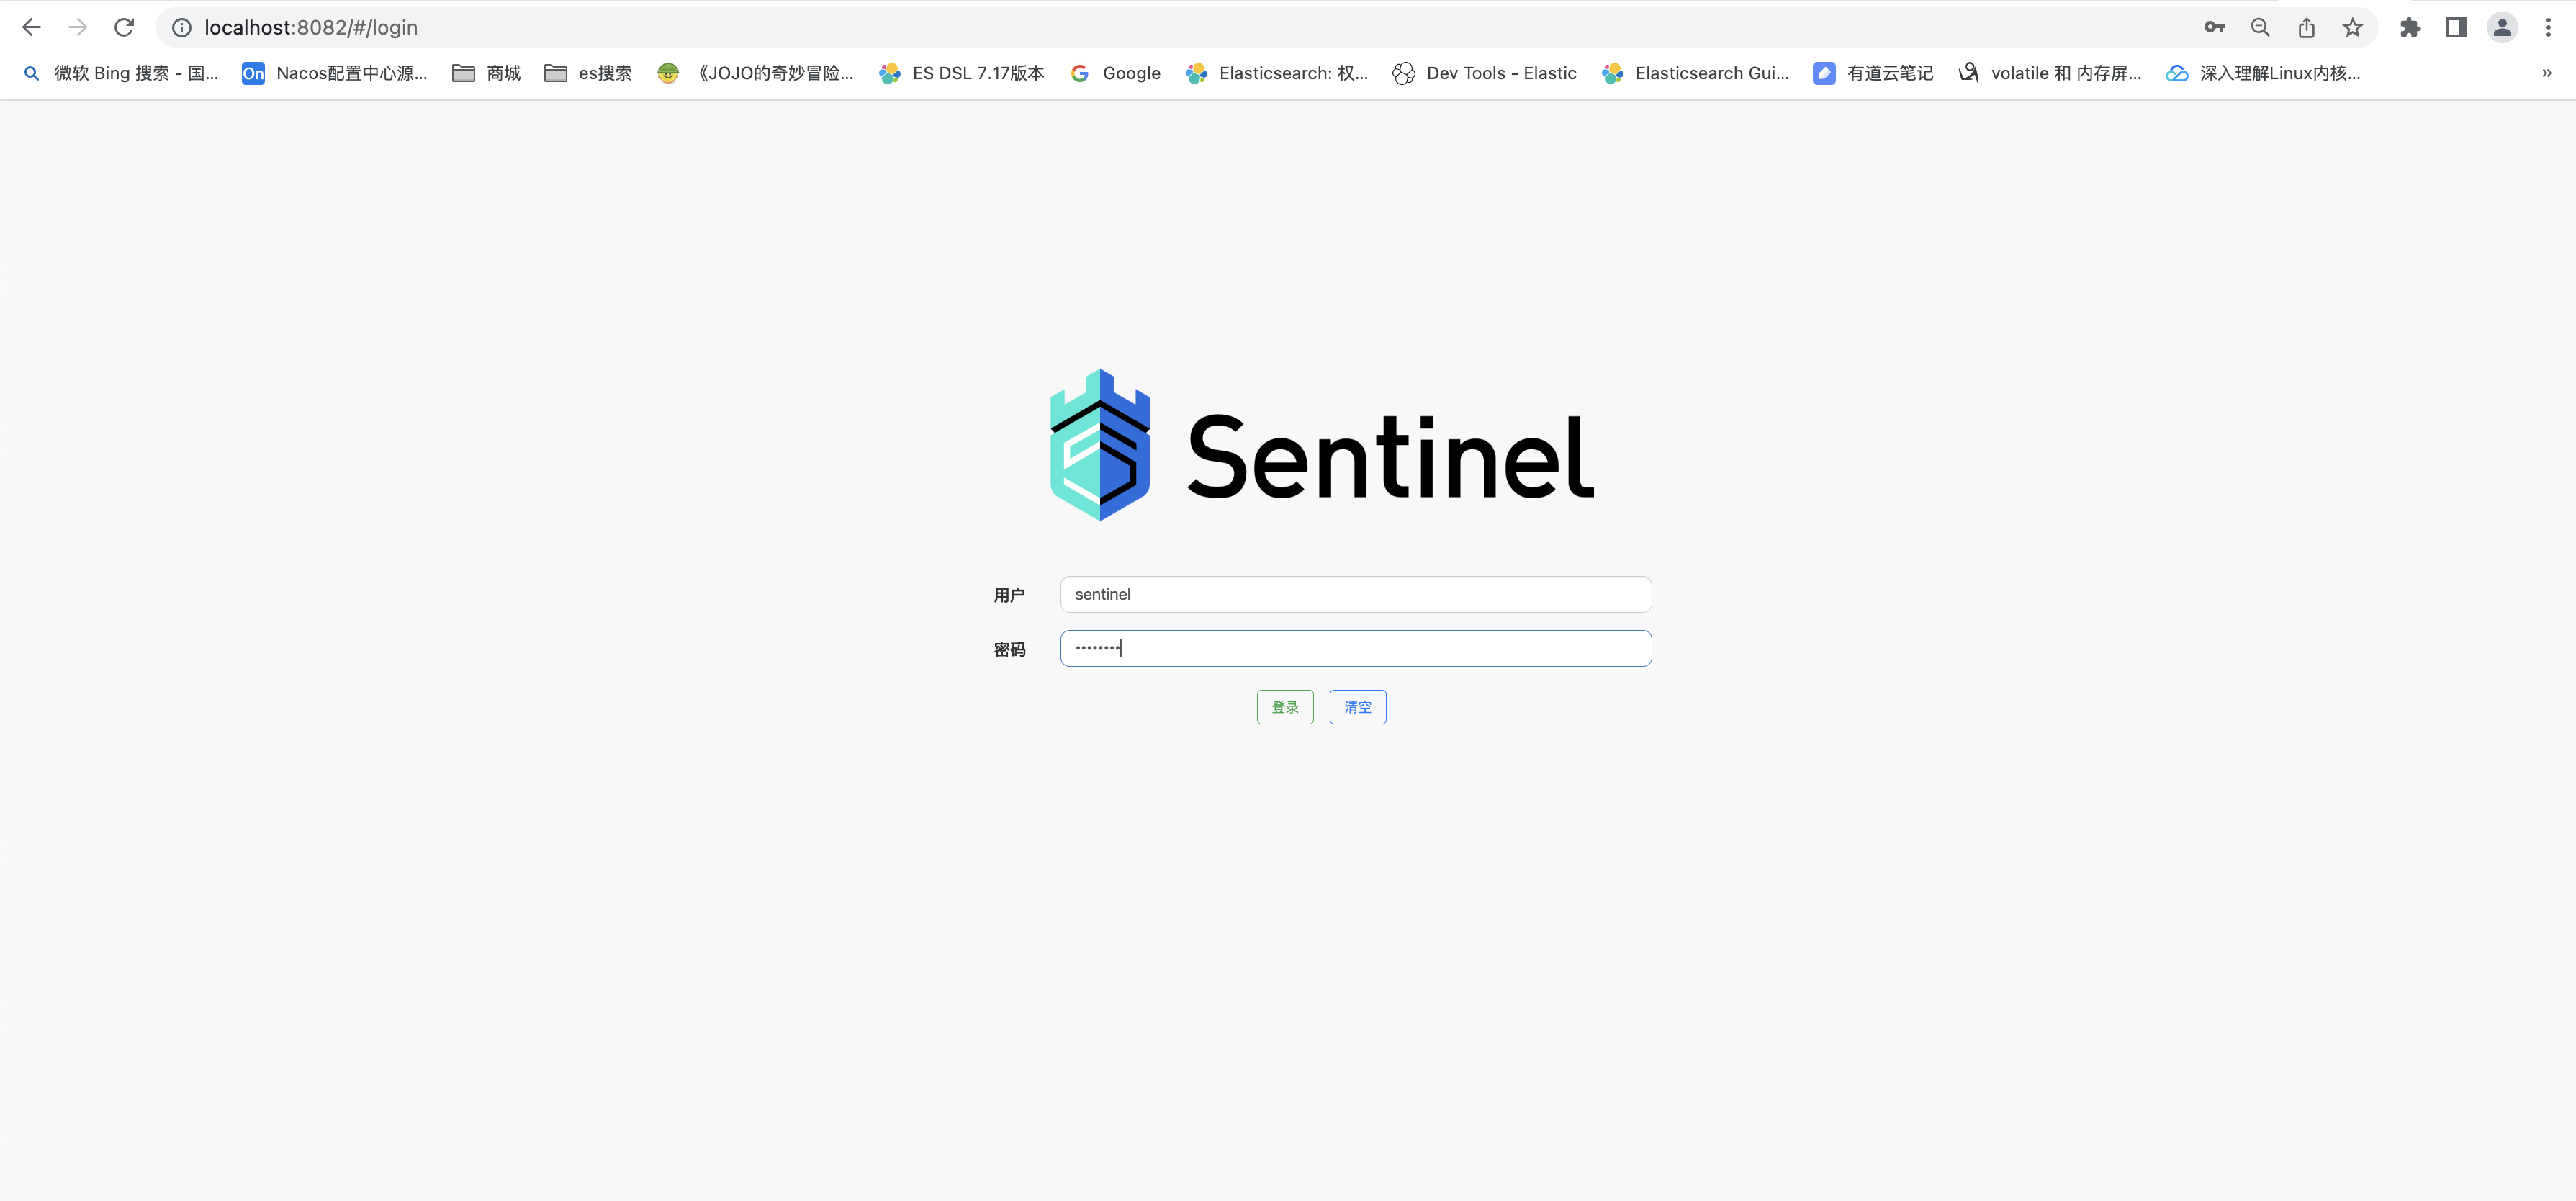 localhost:8082/#/login
微软 Bing 搜索 - 国... On Nacos配置中心源... 商城 es搜索 《JOJO的奇妙冒险... ES DSL 7.17版本 Google Elasticsearch: 权... Dev Tools - Elastic Elasticsearch Gui... 有道云笔记 volatile 和 内存屏... 深入理解Linux内核... »
Sentinel
用户 sentinel
密码 ••••••••
登录 清空